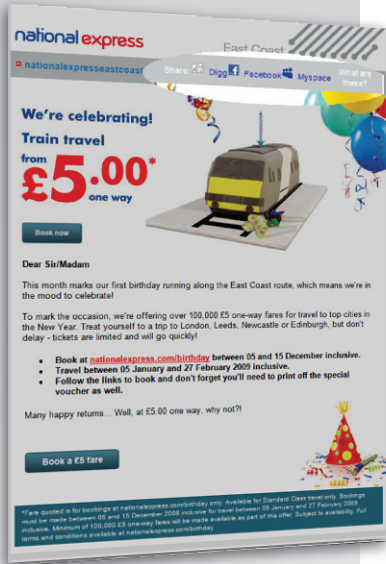 national express
East Coast
nationalexpresseastcoast
Share: Digg Facebook Myspace What are
these?
We're celebrating!
Train travel
from
£5.00*
one way
Book now
Dear Sir/Madam
This month marks our first birthday running along the East Coast route, which means we're in
the mood to celebrate!
To mark the occasion, we're offering over 100,000 £5 one-way fares for travel to top cities in
the New Year. Treat yourself to a trip to London, Leeds, Newcastle or Edinburgh, but don't
delay - tickets are limited and will go quickly!
• Book at nationalexpress.com/birthday between 05 and 15 December inclusive.
• Travel between 05 January and 27 February 2009 inclusive.
• Follow the links to book and don't forget you'll need to print off the special
voucher as well.
Many happy returns... Well, at £5.00 one way, why not?!
Book a £5 fare
*Fare quoted is for bookings at nationalexpress.com/birthday only. Available for Standard Class travel only. Bookings
must be made between 05 and 15 December 2008 inclusive for travel between 05 January and 27 February 2009
inclusive. Minimum of 100,000 £5 one-way fares will be made available as part of this offer. Subject to availability. Full
terms and conditions available at nationalexpress.com/birthday